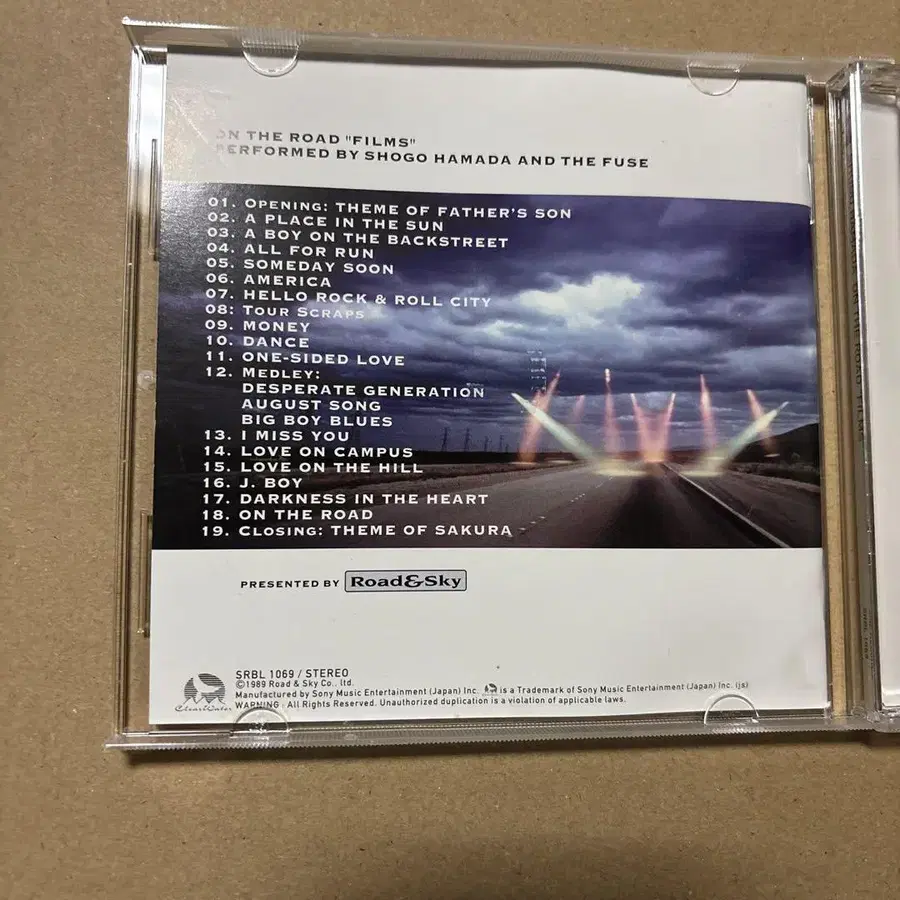 ON THE ROAD "FILMS"
PERFORMED BY SHOGO HAMADA AND THE FUSE
01. OPENING: THEME OF FATHER'S SON
02. A PLACE IN THE SUN
03. A BOY ON THE BACKSTREET
04. ALL FOR RUN
05. SOMEDAY SOON
06. AMERICA
07. HELLO ROCK & ROLL CITY
08: TOUR SCRAPS
09. MONEY
10. DANCE
11. ONE-SIDED LOVE
12. MEDLEY:
DESPERATE GENERATION
AUGUST SONG
BIG BOY BLUES
13. I MISS YOU
14. LOVE ON CAMPUS
15. LOVE ON THE HILL
16. J. BOY
17. DARKNESS IN THE HEART
18. ON THE ROAD
19. CLOSING: THEME OF SAKURA
PRESENTED BY Road&Sky
SRBL 1069 / STEREO
©1989 Road & Sky Co., ltd.
Manufactured by Sony Music Entertainment (Japan) Inc. is a Trademark of Sony Music Entertainment (Japan) Inc. (js)
WARNING : All Rights Reserved. Unauthorized duplication is a violation of applicable laws.